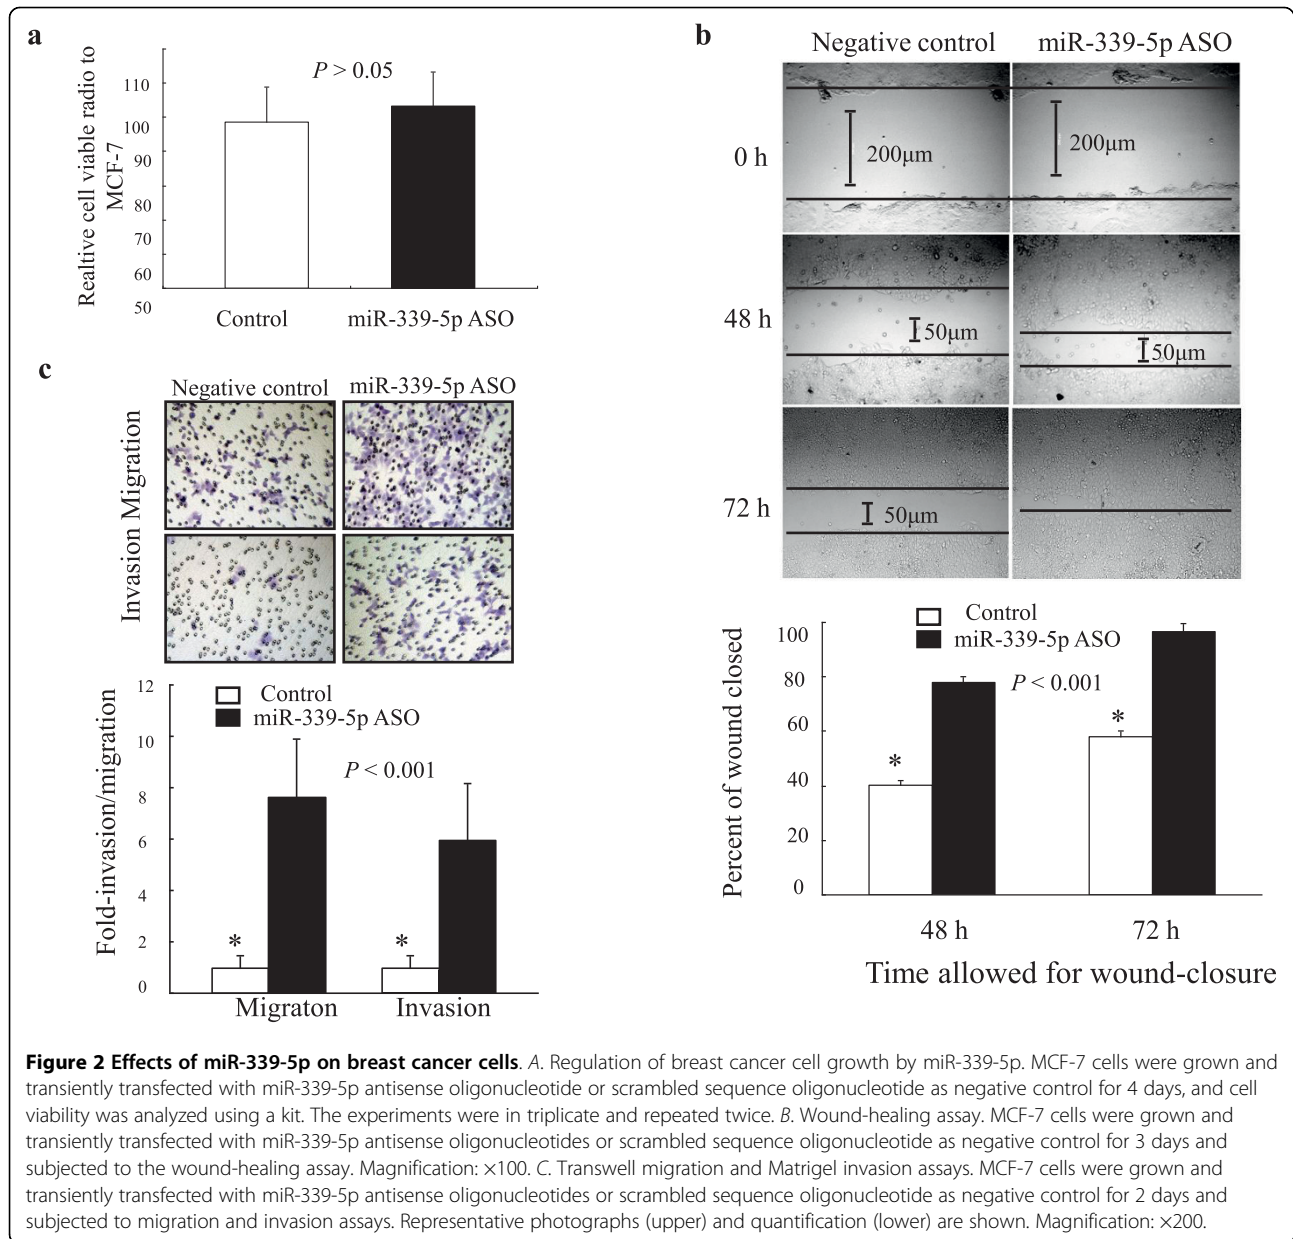 a
Realtive cell viable radio to
MCF-7
110
100
90
80
70
60
50
P > 0.05
Control
miR-339-5p ASO
b
Negative control
miR-339-5p ASO
0 h
200μm
200μm
48 h
50μm
50μm
72 h
50μm
Control
miR-339-5p ASO
P < 0.001
Percent of wound closed
100
80
60
40
20
0
*
*
48 h
72 h
Time allowed for wound-closure
c
Negative control
miR-339-5p ASO
Invasion Migration
Control
miR-339-5p ASO
P < 0.001
Fold-invasion/migration
12
10
8
6
4
2
0
*
*
Migraton
Invasion
Figure 2 Effects of miR-339-5p on breast cancer cells. A. Regulation of breast cancer cell growth by miR-339-5p. MCF-7 cells were grown and
transiently transfected with miR-339-5p antisense oligonucleotide or scrambled sequence oligonucleotide as negative control for 4 days, and cell
viability was analyzed using a kit. The experiments were in triplicate and repeated twice. B. Wound-healing assay. MCF-7 cells were grown and
transiently transfected with miR-339-5p antisense oligonucleotides or scrambled sequence oligonucleotide as negative control for 3 days and
subjected to the wound-healing assay. Magnification: ×100. C. Transwell migration and Matrigel invasion assays. MCF-7 cells were grown and
transiently transfected with miR-339-5p antisense oligonucleotides or scrambled sequence oligonucleotide as negative control for 2 days and
subjected to migration and invasion assays. Representative photographs (upper) and quantification (lower) are shown. Magnification: ×200.